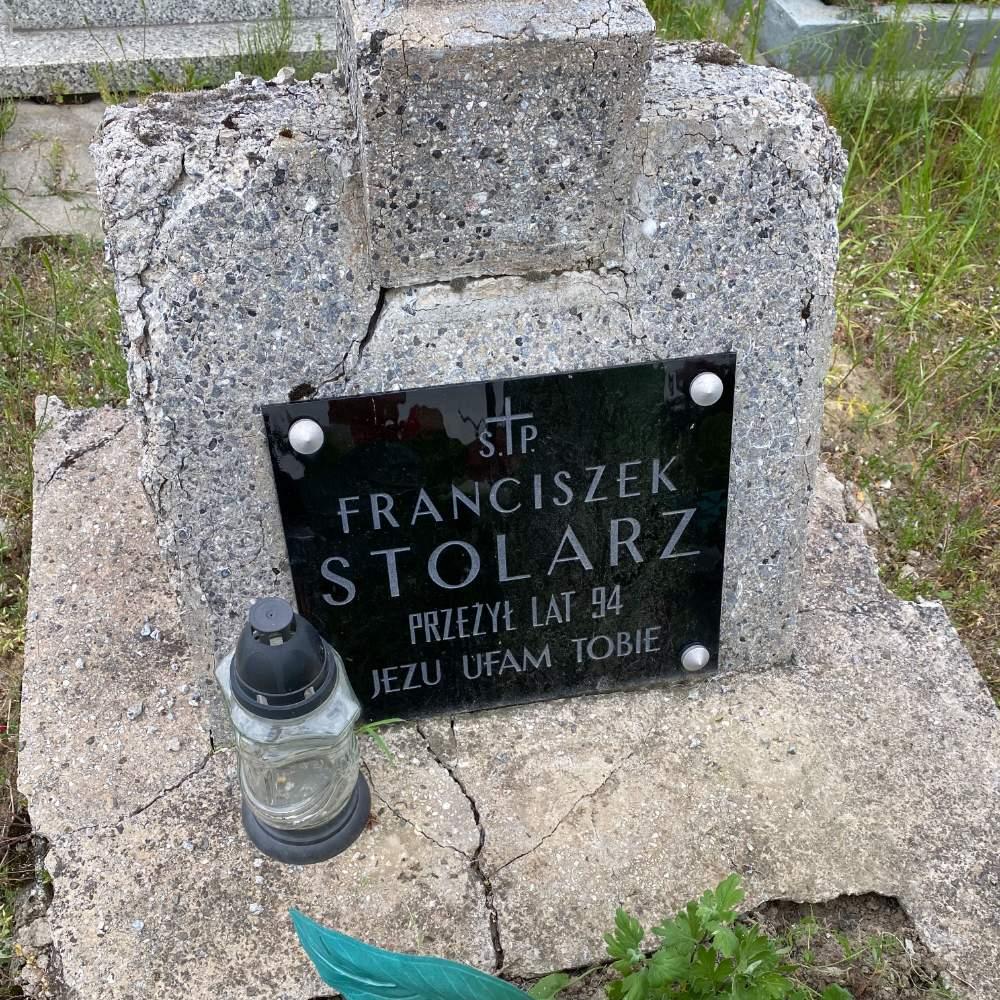 Ś.P.
FRANCISZEK
STOLARZ
PRZEŻYŁ LAT 94
JEZU UFAM TOBIE